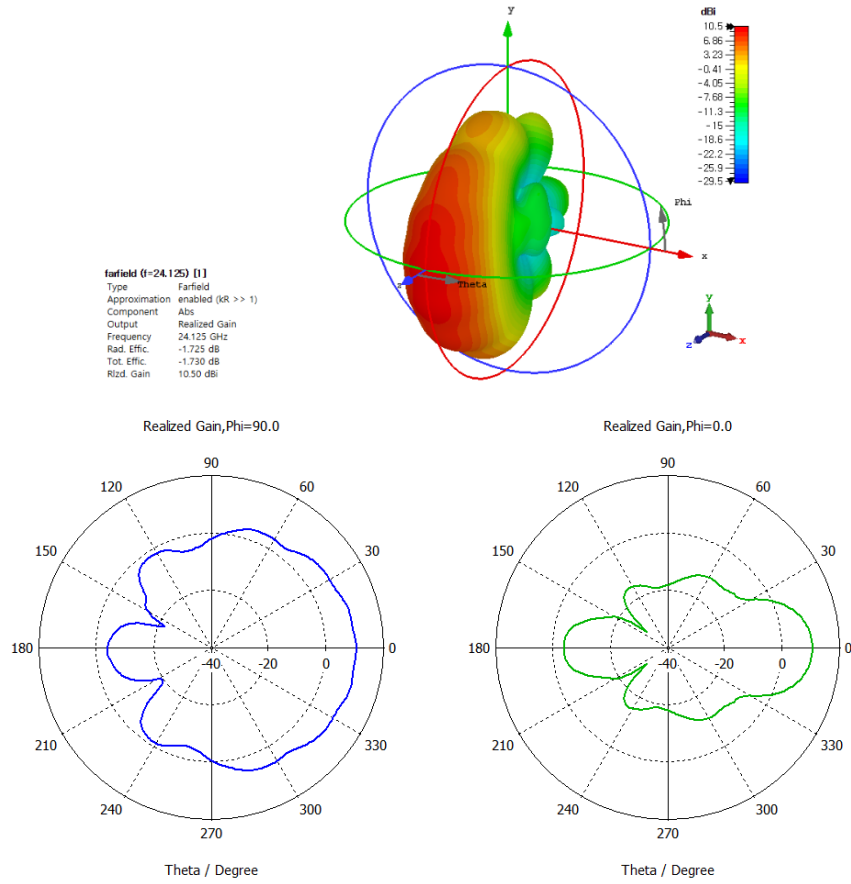 y
dBi
10.5
6.86
3.23
-0.41
-4.05
-7.68
-11.3
-15
-18.6
-22.2
-25.9
-29.5
Phi
x
z
Theta
y
z
x
farfield (f=24.125) [1]
Type Farfield
Approximation enabled (kR >> 1)
Component Abs
Output Realized Gain
Frequency 24.125 GHz
Rad. Effic. -1.725 dB
Tot. Effic. -1.730 dB
Rlzd. Gain 10.50 dBi
Realized Gain,Phi=90.0
90
120 60
150 30
180 -40 -20 0 0
210 330
240 300
270
Theta / Degree
Realized Gain,Phi=0.0
90
120 60
150 30
180 -40 -20 0 0
210 330
240 300
270
Theta / Degree